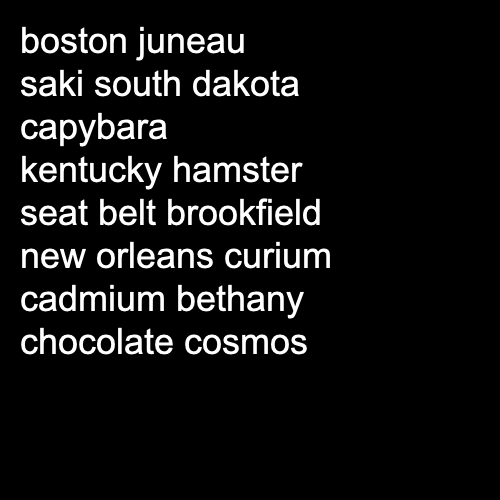 boston juneau
saki south dakota
capybara
kentucky hamster
seat belt brookfield
new orleans curium
cadmium bethany
chocolate cosmos